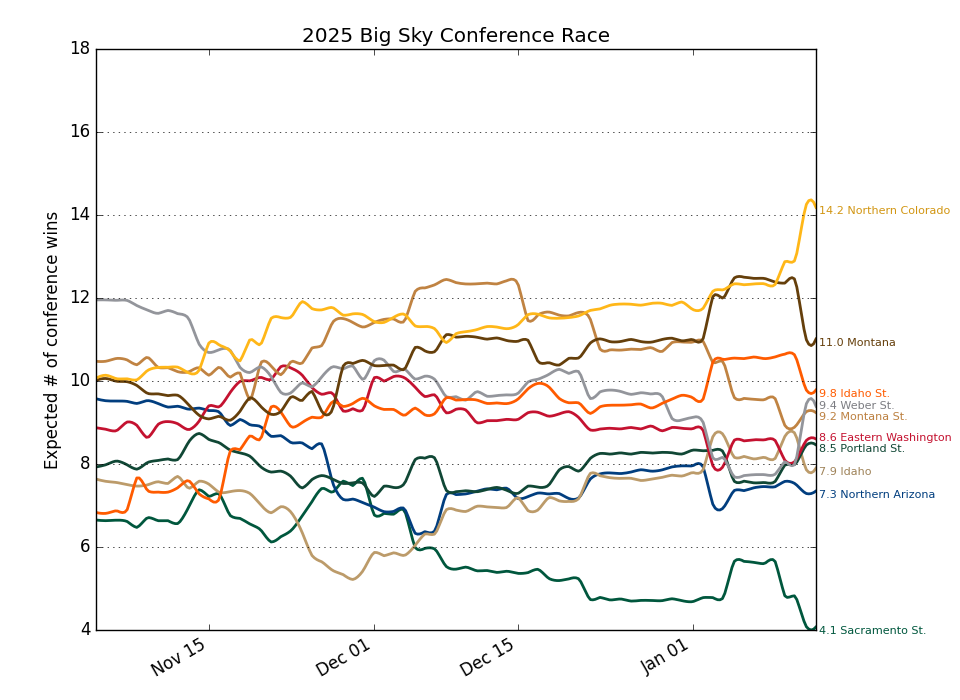 2025 Big Sky Conference Race
Expected # of conference wins
18
16
14
12
10
8
6
4
Nov 15
Dec 01
Dec 15
Jan 01
14.2 Northern Colorado
11.0 Montana
9.8 Idaho St.
9.4 Weber St.
9.2 Montana St.
8.6 Eastern Washington
8.5 Portland St.
7.9 Idaho
7.3 Northern Arizona
4.1 Sacramento St.